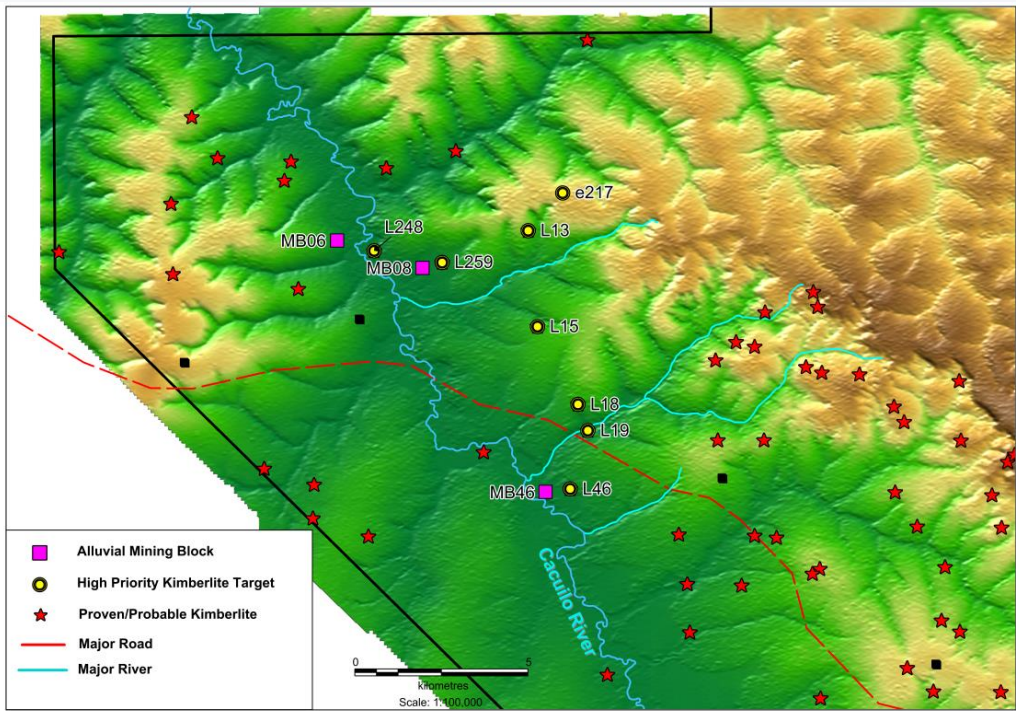 e217
L13
L248
MB06
MB08
L259
L15
L18
L19
MB46
L46
Cacuilo River
Alluvial Mining Block
High Priority Kimberlite Target
Proven/Probable Kimberlite
Major Road
Major River
0 5
kilometres
Scale: 1:100,000